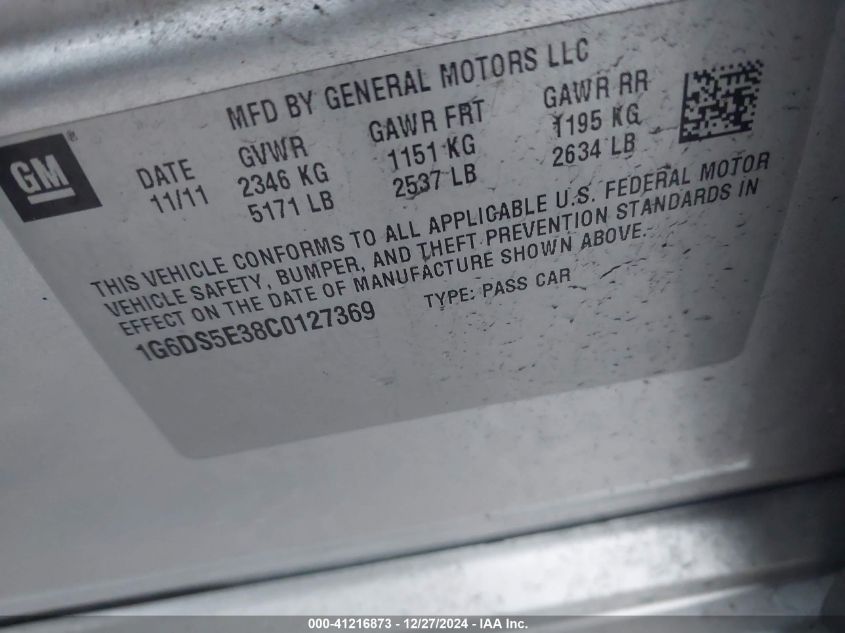 MFD BY GENERAL MOTORS LLC
GM®
DATE GVWR GAWR FRT GAWR RR
11/11 2346 KG 1151 KG 1195 KG
5171 LB 2537 LB 2634 LB
THIS VEHICLE CONFORMS TO ALL APPLICABLE U.S. FEDERAL MOTOR
VEHICLE SAFETY, BUMPER, AND THEFT PREVENTION STANDARDS IN
EFFECT ON THE DATE OF MANUFACTURE SHOWN ABOVE.
1G6DS5E38C0127369 TYPE: PASS CAR
000-41216873 - 12/27/2024 - IAA Inc.